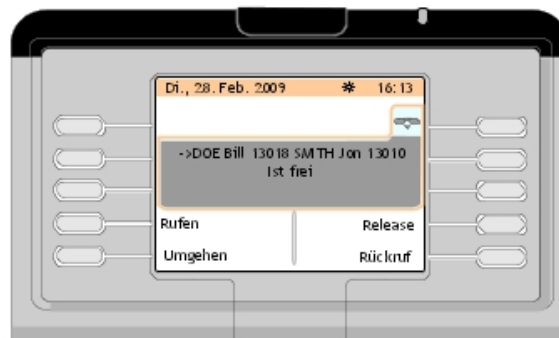 Di., 28. Feb. 2009 16:13
->DOE Bill 13018 SMITH Jon 13010
Ist frei
Rufen Release
Umgehen Rückruf